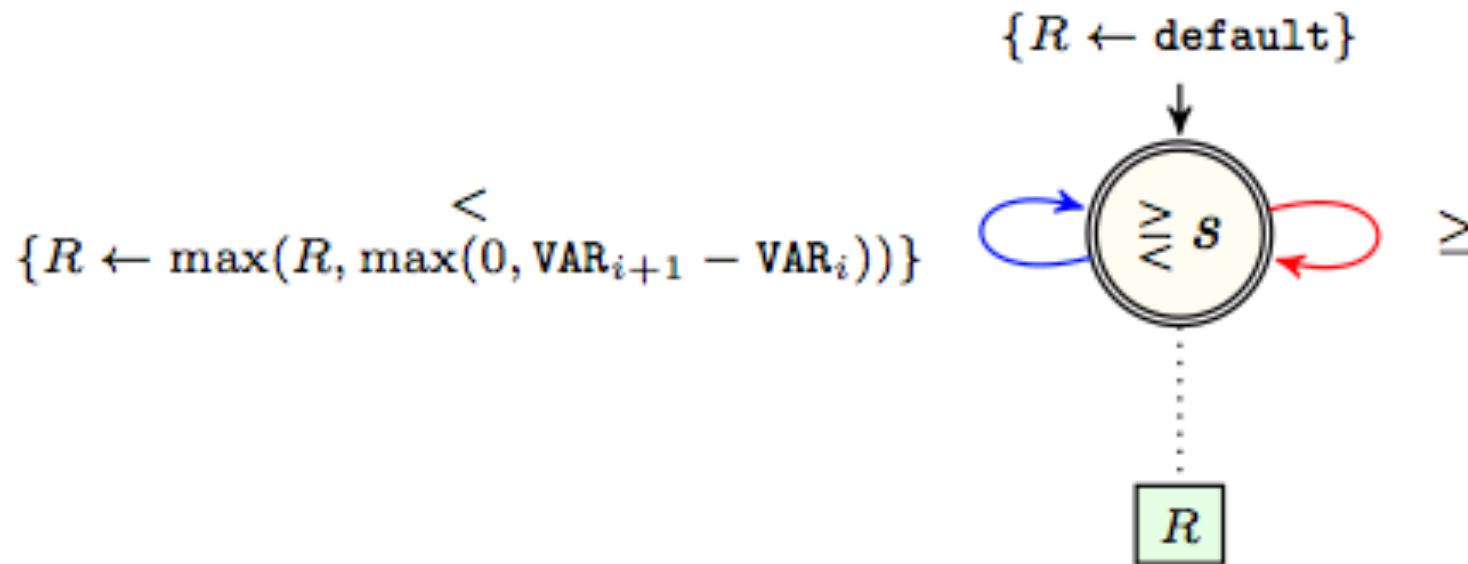 {R ← default}
<
{R ← max(R, max(0, VAR_{i+1} − VAR_i))}
≥
≤ s
≥
R